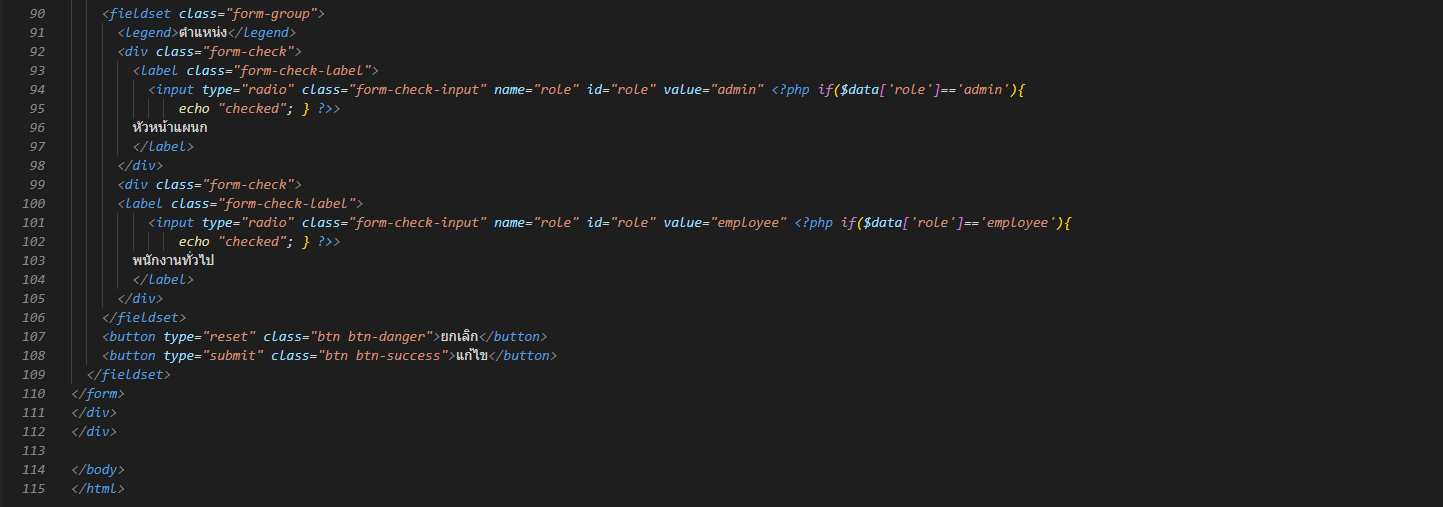 90 <fieldset class="form-group">
91 <legend>ตำแหน่ง</legend>
92 <div class="form-check">
93 <label class="form-check-label">
94 <input type="radio" class="form-check-input" name="role" id="role" value="admin" <?php if($data['role']=='admin'){
95 echo "checked"; } ?>>
96 หัวหน้าแผนก
97 </label>
98 </div>
99 <div class="form-check">
100 <label class="form-check-label">
101 <input type="radio" class="form-check-input" name="role" id="role" value="employee" <?php if($data['role']=='employee'){
102 echo "checked"; } ?>>
103 พนักงานทั่วไป
104 </label>
105 </div>
106 </fieldset>
107 <button type="reset" class="btn btn-danger">ยกเลิก</button>
108 <button type="submit" class="btn btn-success">แก้ไข</button>
109 </fieldset>
110 </form>
111 </div>
112 </div>
113
114 </body>
115 </html>